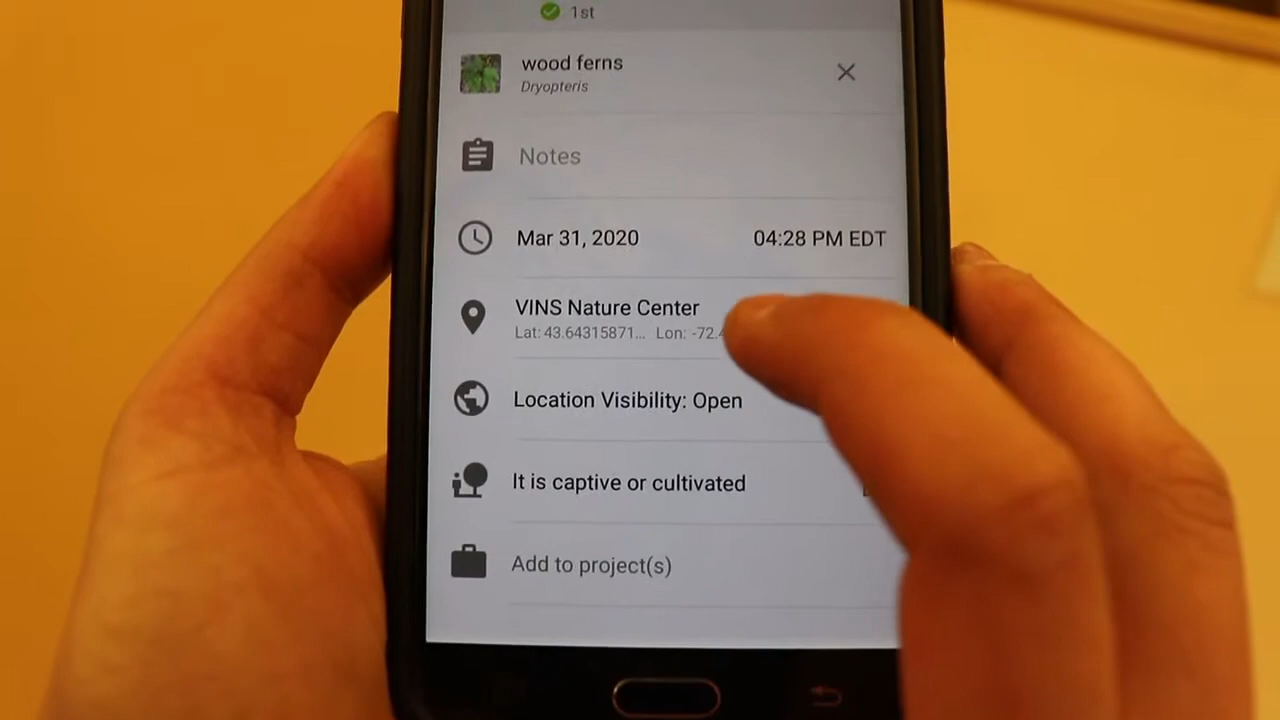 1st
wood ferns
Dryopteris
Notes
Mar 31, 2020 04:28 PM EDT
VINS Nature Center
Lat: 43.64315871... Lon: -72.4
Location Visibility: Open
It is captive or cultivated
Add to project(s)